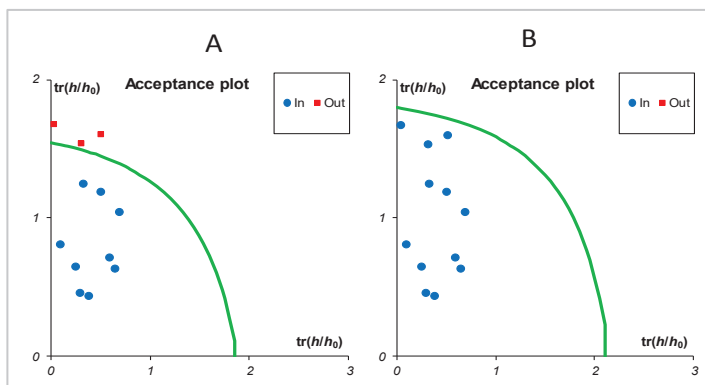 A
tr(h/h0)
Acceptance plot
In Out
2
1
0
tr(h/h0)
0 1 2 3
B
tr(h/h0)
Acceptance plot
In Out
2
1
0
tr(h/h0)
0 1 2 3